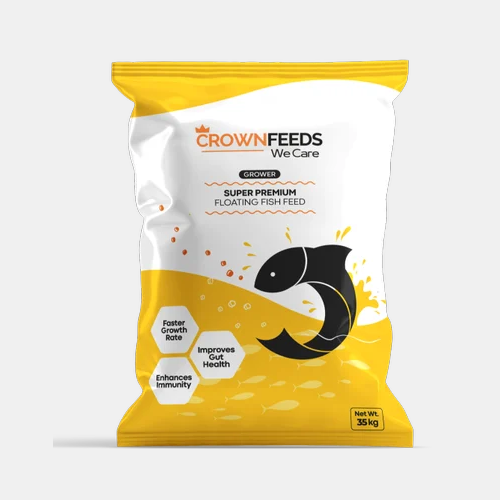 CROWNFEEDS
We Care
GROWER
SUPER PREMIUM
FLOATING FISH FEED
Faster
Growth
Rate
Improves
Gut
Health
Enhances
Immunity
Net Wt.
35kg